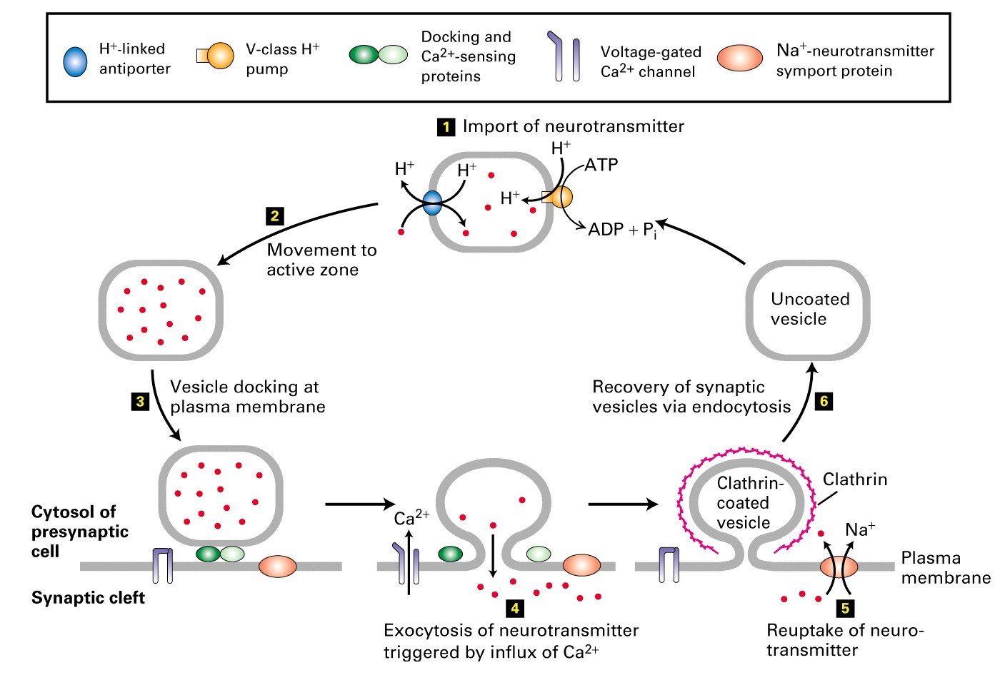 H⁺-linked
antiporter
V-class H⁺
pump
Docking and
Ca²⁺-sensing
proteins
Voltage-gated
Ca²⁺ channel
Na⁺-neurotransmitter
symport protein
1 Import of neurotransmitter
H⁺
ATP
H⁺
H⁺
H⁺
ADP + Pᵢ
2
Movement to
active zone
Uncoated
vesicle
3
Vesicle docking at
plasma membrane
Recovery of synaptic
vesicles via endocytosis
6
Cytosol of
presynaptic
cell
Synaptic cleft
Ca²⁺
4
Exocytosis of neurotransmitter
triggered by influx of Ca²⁺
Clathrin-
coated
vesicle
Clathrin
Na⁺
Plasma
membrane
5
Reuptake of neuro-
transmitter